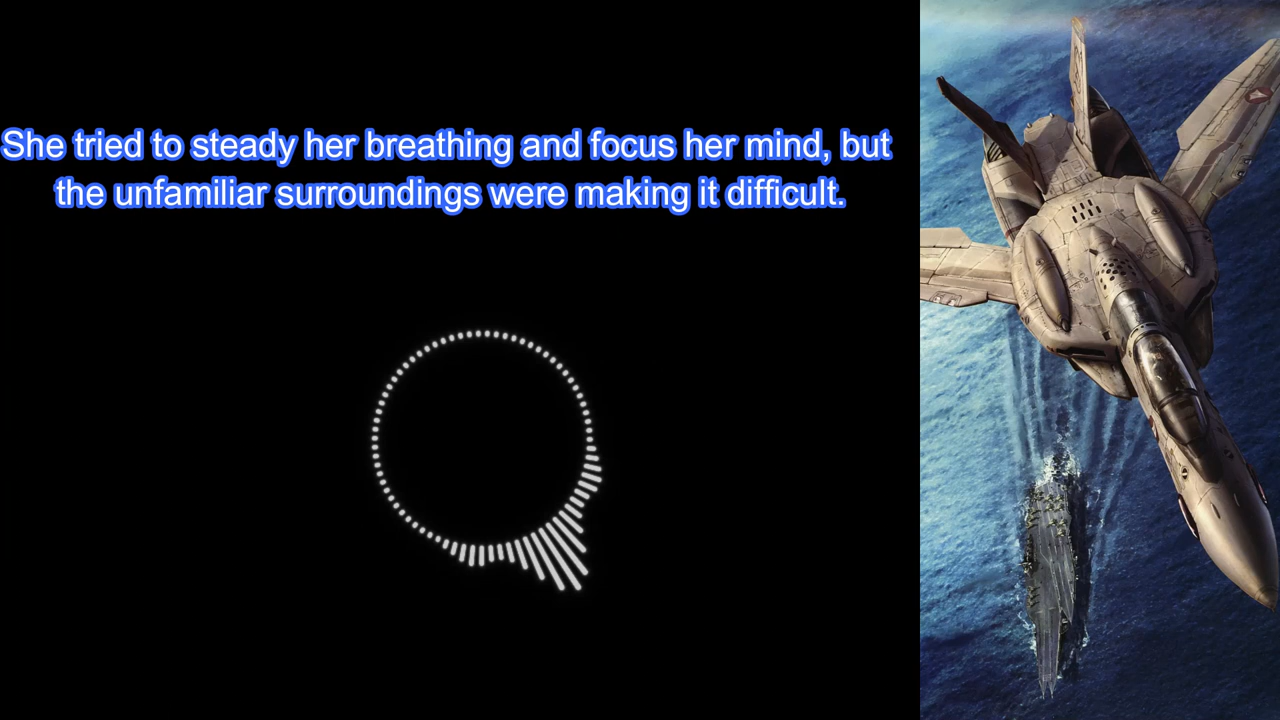 She tried to steady her breathing and focus her mind, but
the unfamiliar surroundings were making it difficult.